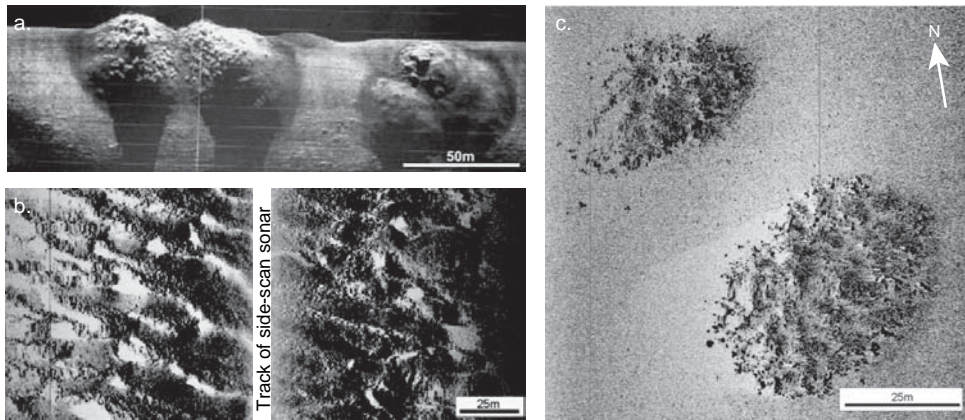 a.
50m
b.
Track of side-scan sonar
25m
c.
N
25m